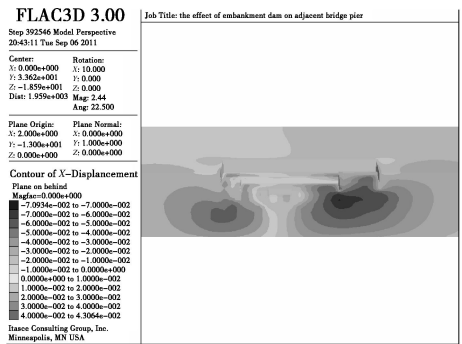 FLAC3D 3.00
Job Title: the effect of embankment dam on adjacent bridge pier
Step 392546 Model Perspective
20:43:11 Tue Sep 06 2011
Center: Rotation:
X: 0.000e+000 X: 10.000
Y: 3.362e+001 Y: 0.000
Z: −1.859e+001 Z: 0.000
Dist: 1.959e+003 Mag: 2.44
Ang: 22.500
Plane Origin: Plane Normal:
X: 2.000e+000 X: 0.000e+000
Y: −1.300e+001 Y: 1.000e+000
Z: 0.000e+000 Z: 0.000e+000
Contour of X−Displacement
Plane on behind
Magfac=0.000e+000
−7.0934e−002 to −7.0000e−002
−7.0000e−002 to −6.0000e−002
−6.0000e−002 to −5.0000e−002
−5.0000e−002 to −4.0000e−002
−4.0000e−002 to −3.0000e−002
−3.0000e−002 to −2.0000e−002
−2.0000e−002 to −1.0000e−002
−1.0000e−002 to 0.0000e+000
0.0000e+000 to 1.0000e−002
1.0000e−002 to 2.0000e−002
2.0000e−002 to 3.0000e−002
3.0000e−002 to 4.0000e−002
4.0000e−002 to 4.3064e−002
Itasce Consulting Group, Inc.
Minneapolis, MN USA